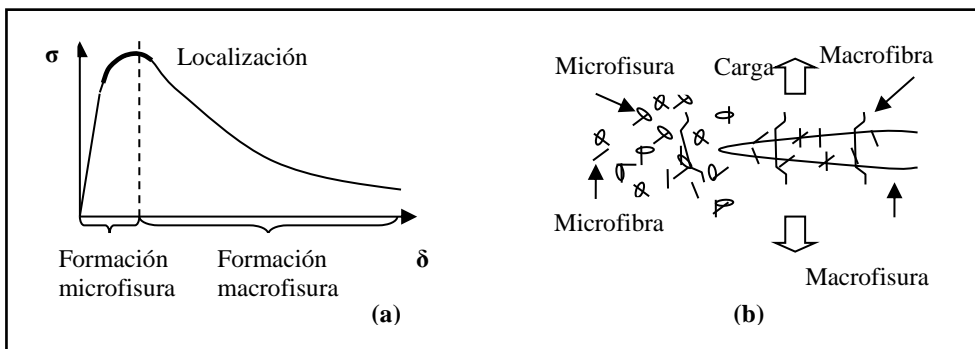 σ
Localización
Formación
microfisura
Formación
macrofisura
δ
(a)
Microfisura
Carga
Macrofibra
Microfibra
Macrofisura
(b)